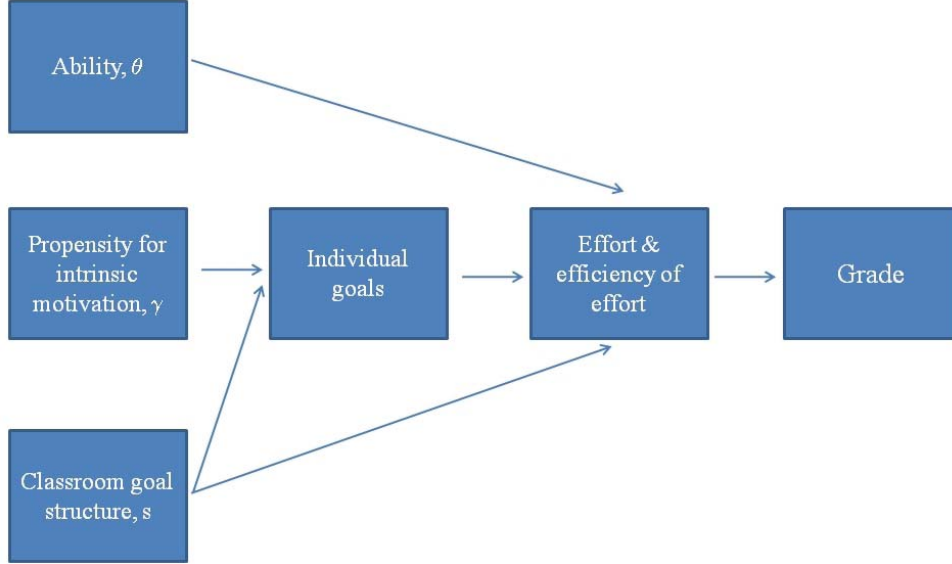 Ability, θ
Propensity for
intrinsic
motivation, γ
Individual
goals
Effort &
efficiency of
effort
Grade
Classroom goal
structure, s